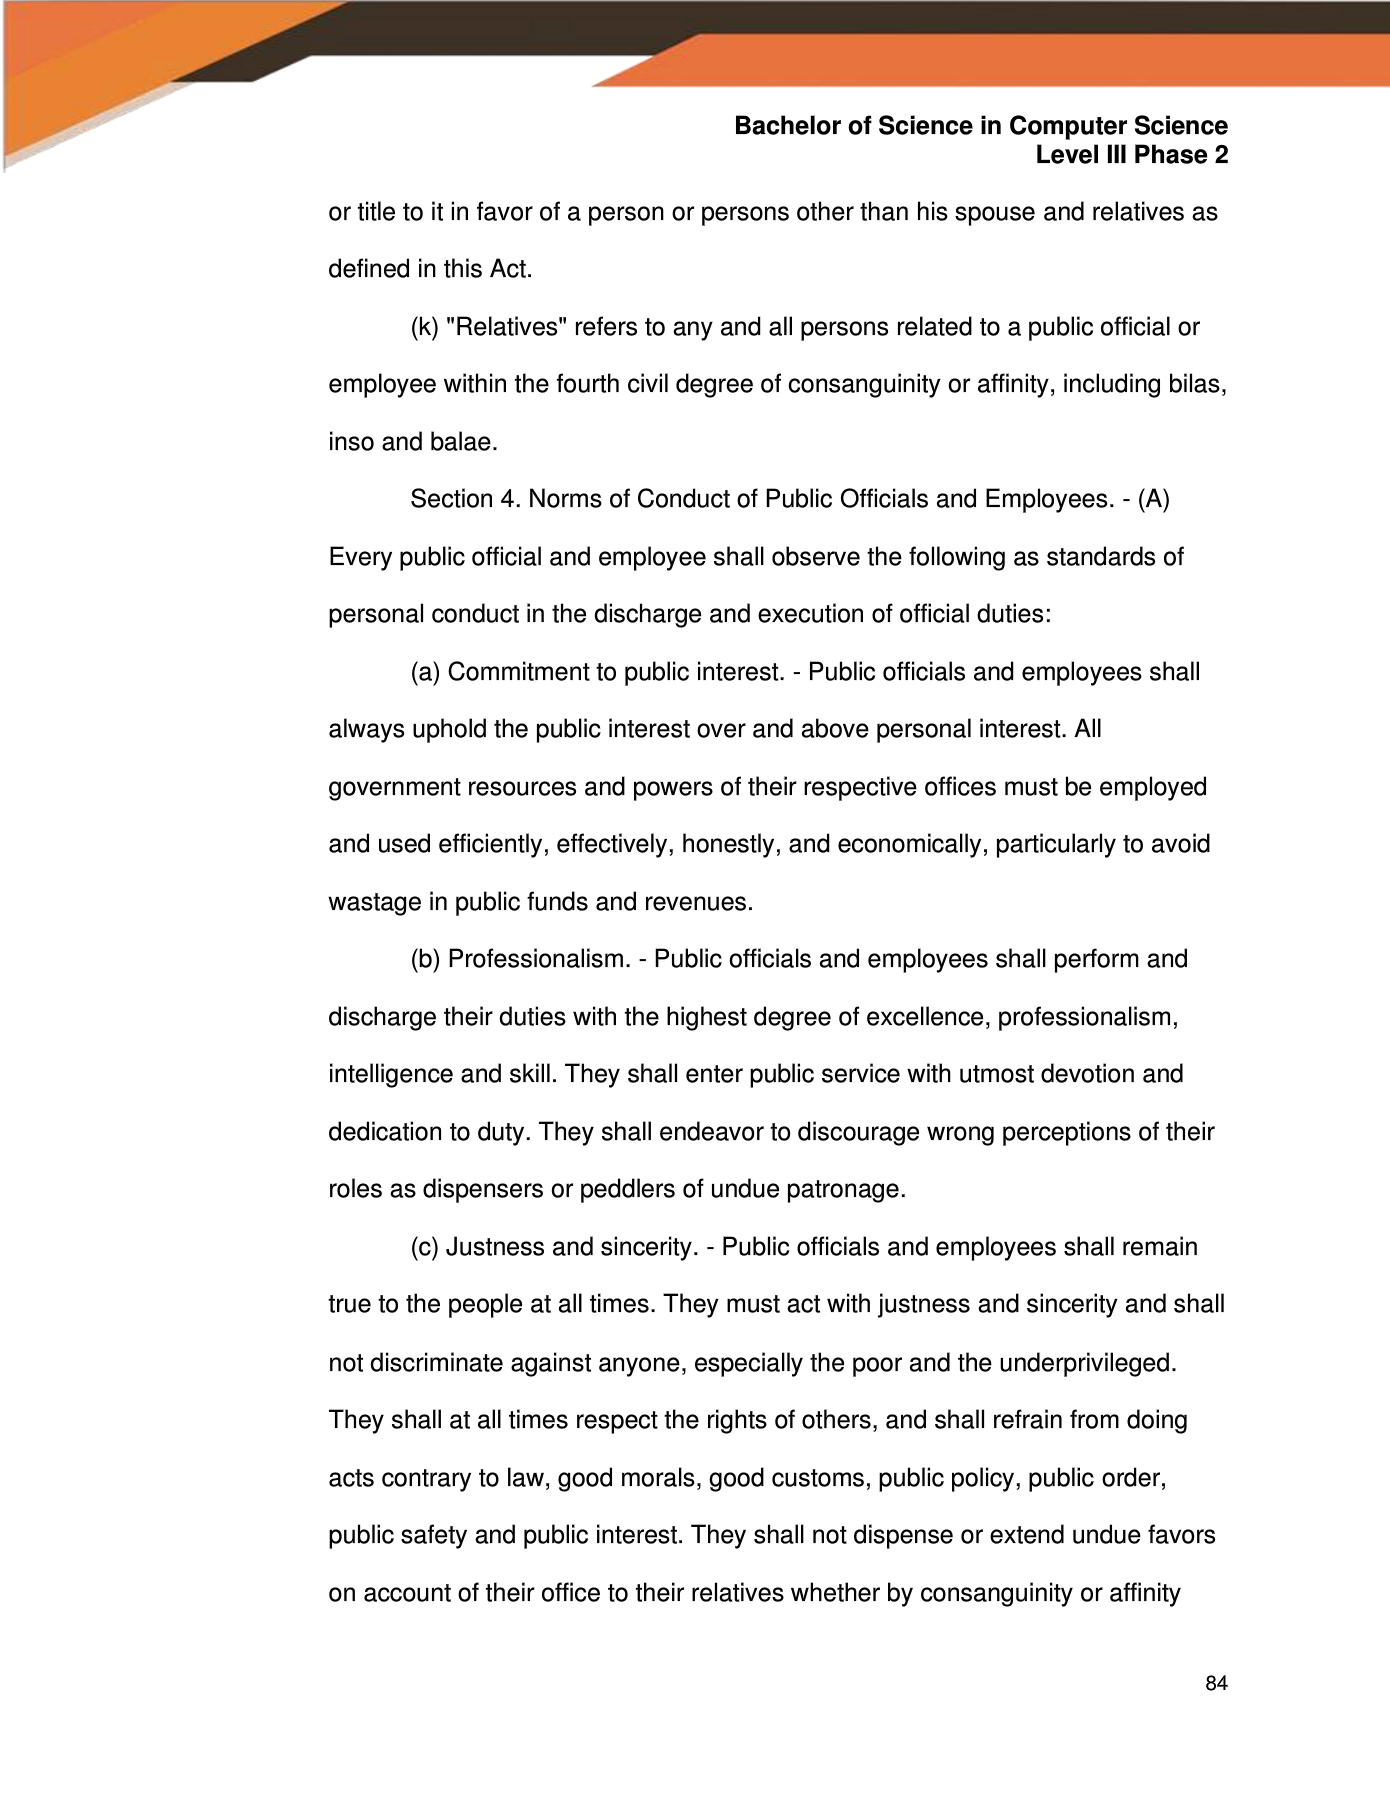 Bachelor of Science in Computer Science
Level III Phase 2
or title to it in favor of a person or persons other than his spouse and relatives as
defined in this Act.
(k) "Relatives" refers to any and all persons related to a public official or
employee within the fourth civil degree of consanguinity or affinity, including bilas,
inso and balae.
Section 4. Norms of Conduct of Public Officials and Employees. - (A)
Every public official and employee shall observe the following as standards of
personal conduct in the discharge and execution of official duties:
(a) Commitment to public interest. - Public officials and employees shall
always uphold the public interest over and above personal interest. All
government resources and powers of their respective offices must be employed
and used efficiently, effectively, honestly, and economically, particularly to avoid
wastage in public funds and revenues.
(b) Professionalism. - Public officials and employees shall perform and
discharge their duties with the highest degree of excellence, professionalism,
intelligence and skill. They shall enter public service with utmost devotion and
dedication to duty. They shall endeavor to discourage wrong perceptions of their
roles as dispensers or peddlers of undue patronage.
(c) Justness and sincerity. - Public officials and employees shall remain
true to the people at all times. They must act with justness and sincerity and shall
not discriminate against anyone, especially the poor and the underprivileged.
They shall at all times respect the rights of others, and shall refrain from doing
acts contrary to law, good morals, good customs, public policy, public order,
public safety and public interest. They shall not dispense or extend undue favors
on account of their office to their relatives whether by consanguinity or affinity
84